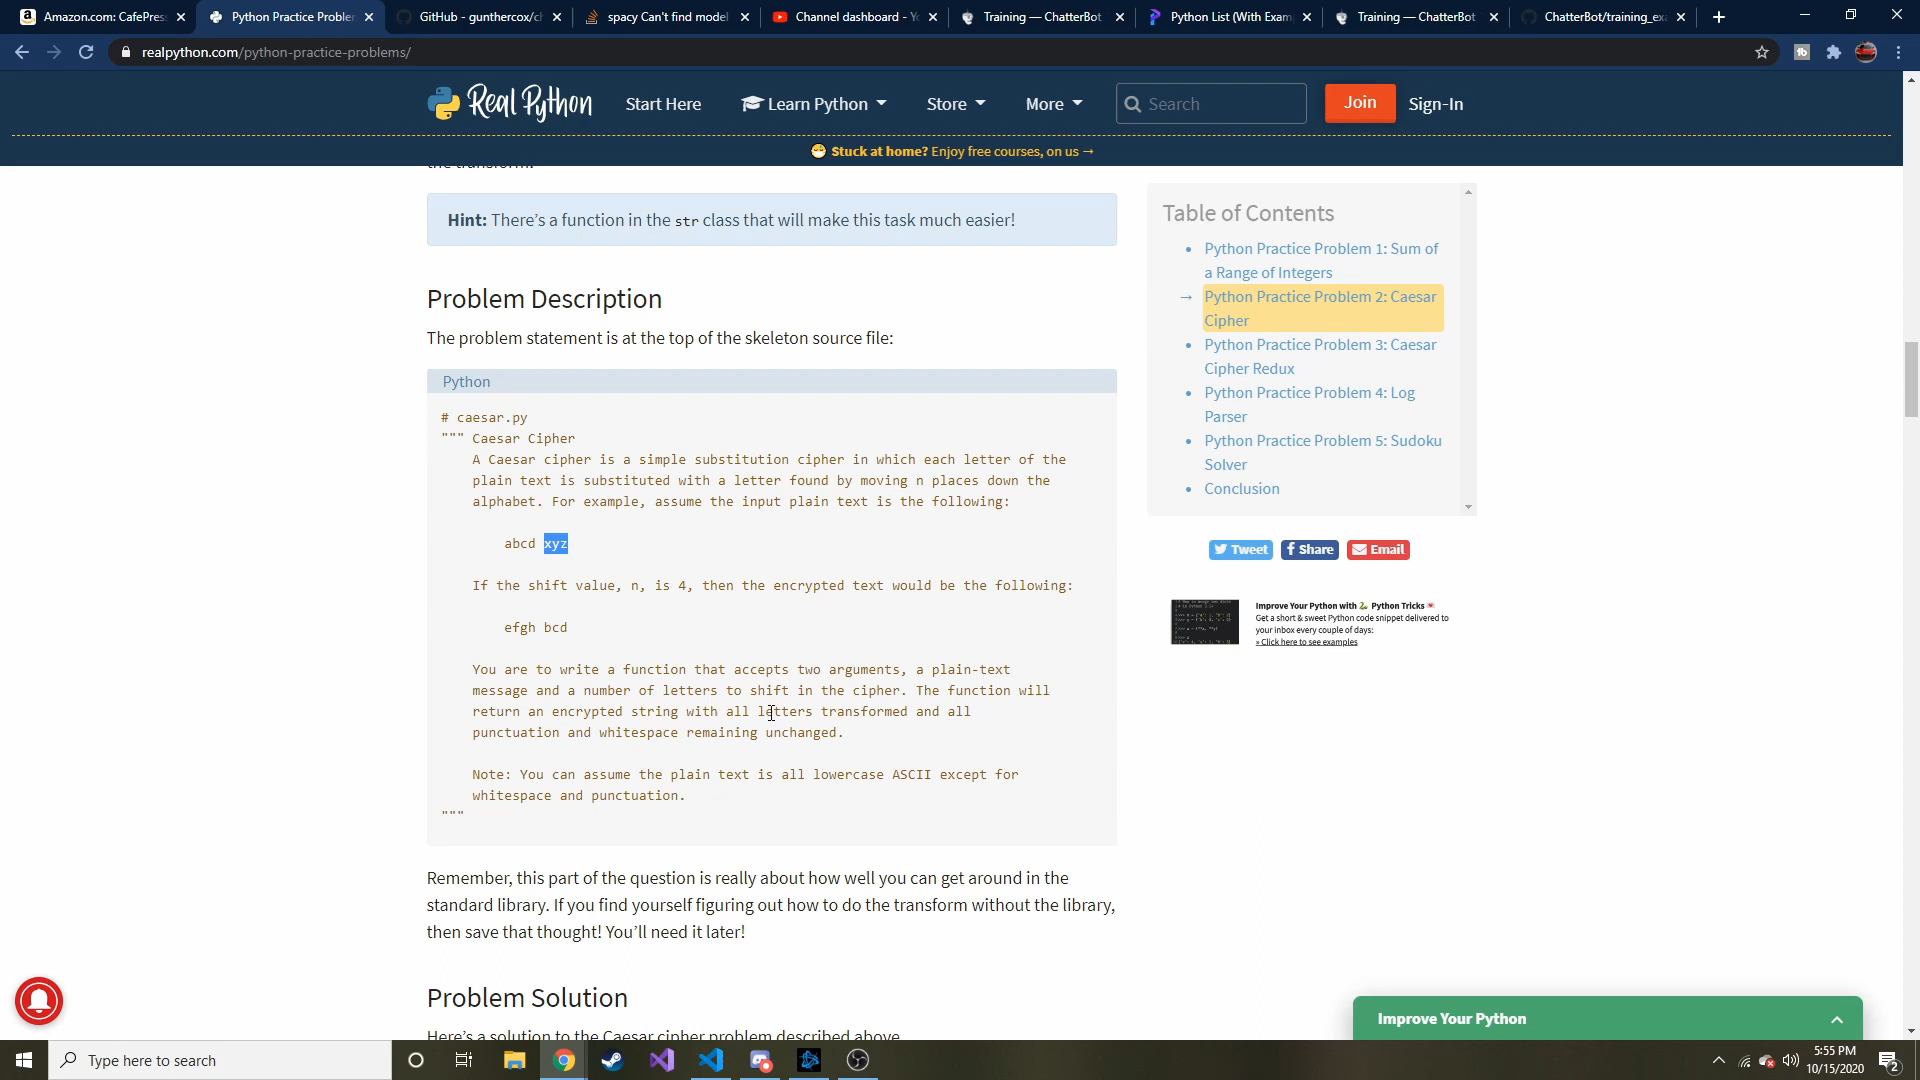 Amazon.com: CafePres
Python Practice Probler
GitHub - gunthercox/ch
spacy Can't find model
Channel dashboard - Yo
Training — ChatterBot
Python List (With Exam
Training — ChatterBot
ChatterBot/training_exa
realpython.com/python-practice-problems/
Real Python
Start Here
Learn Python
Store
More
Search
Join
Sign-In
Stuck at home? Enjoy free courses, on us →
the transform.
Hint: There's a function in the str class that will make this task much easier!
Problem Description
The problem statement is at the top of the skeleton source file:
Python
# caesar.py
""" Caesar Cipher
A Caesar cipher is a simple substitution cipher in which each letter of the
plain text is substituted with a letter found by moving n places down the
alphabet. For example, assume the input plain text is the following:
abcd xyz
If the shift value, n, is 4, then the encrypted text would be the following:
efgh bcd
You are to write a function that accepts two arguments, a plain-text
message and a number of letters to shift in the cipher. The function will
return an encrypted string with all letters transformed and all
punctuation and whitespace remaining unchanged.
Note: You can assume the plain text is all lowercase ASCII except for
whitespace and punctuation.
"""
Remember, this part of the question is really about how well you can get around in the
standard library. If you find yourself figuring out how to do the transform without the library,
then save that thought! You'll need it later!
Problem Solution
Here's a solution to the Caesar cipher problem described above
Table of Contents
Python Practice Problem 1: Sum of
a Range of Integers
→ Python Practice Problem 2: Caesar
Cipher
Python Practice Problem 3: Caesar
Cipher Redux
Python Practice Problem 4: Log
Parser
Python Practice Problem 5: Sudoku
Solver
Conclusion
Tweet
Share
Email
Improve Your Python with Python Tricks
Get a short & sweet Python code snippet delivered to
your inbox every couple of days:
» Click here to see examples
Improve Your Python
Type here to search
5:55 PM
10/15/2020
2